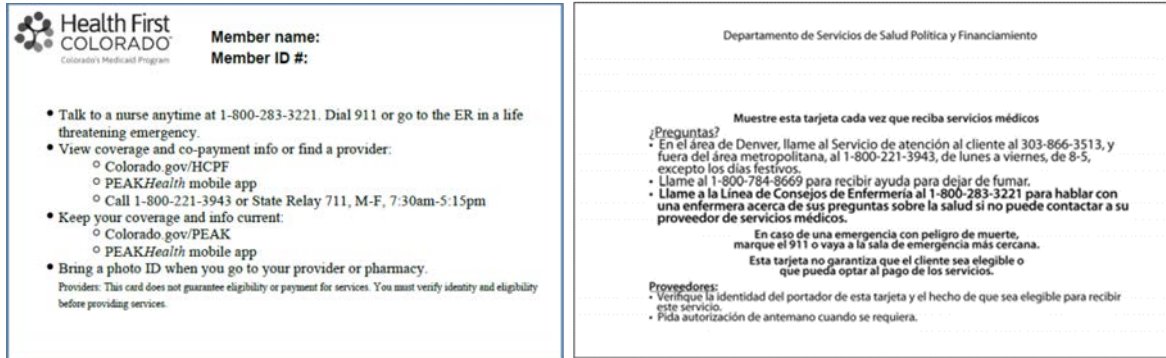 Health First
COLORADO
Colorado's Medicaid Program
Member name:
Member ID #:
• Talk to a nurse anytime at 1-800-283-3221. Dial 911 or go to the ER in a life
threatening emergency.
• View coverage and co-payment info or find a provider:
○ Colorado.gov/HCPF
○ PEAKHealth mobile app
○ Call 1-800-221-3943 or State Relay 711, M-F, 7:30am-5:15pm
• Keep your coverage and info current:
○ Colorado.gov/PEAK
○ PEAKHealth mobile app
• Bring a photo ID when you go to your provider or pharmacy.
Providers: This card does not guarantee eligibility or payment for services. You must verify identity and eligibility
before providing services.
Departamento de Servicios de Salud Política y Financiamiento
Muestre esta tarjeta cada vez que reciba servicios médicos
¿Preguntas?
• En el área de Denver, llame al Servicio de atención al cliente al 303-866-3513, y
fuera del área metropolitana, al 1-800-221-3943, de lunes a viernes, de 8-5,
excepto los días festivos.
• Llame al 1-800-784-8669 para recibir ayuda para dejar de fumar.
• Llame a la Línea de Consejos de Enfermería al 1-800-283-3221 para hablar con
una enfermera acerca de sus preguntas sobre la salud si no puede contactar a su
proveedor de servicios médicos.
En caso de una emergencia con peligro de muerte,
marque el 911 o vaya a la sala de emergencia más cercana.
Esta tarjeta no garantiza que el cliente sea elegible o
que pueda optar al pago de los servicios.
Proveedores:
• Verifique la identidad del portador de esta tarjeta y el hecho de que sea elegible para recibir
este servicio.
• Pida autorización de antemano cuando se requiera.